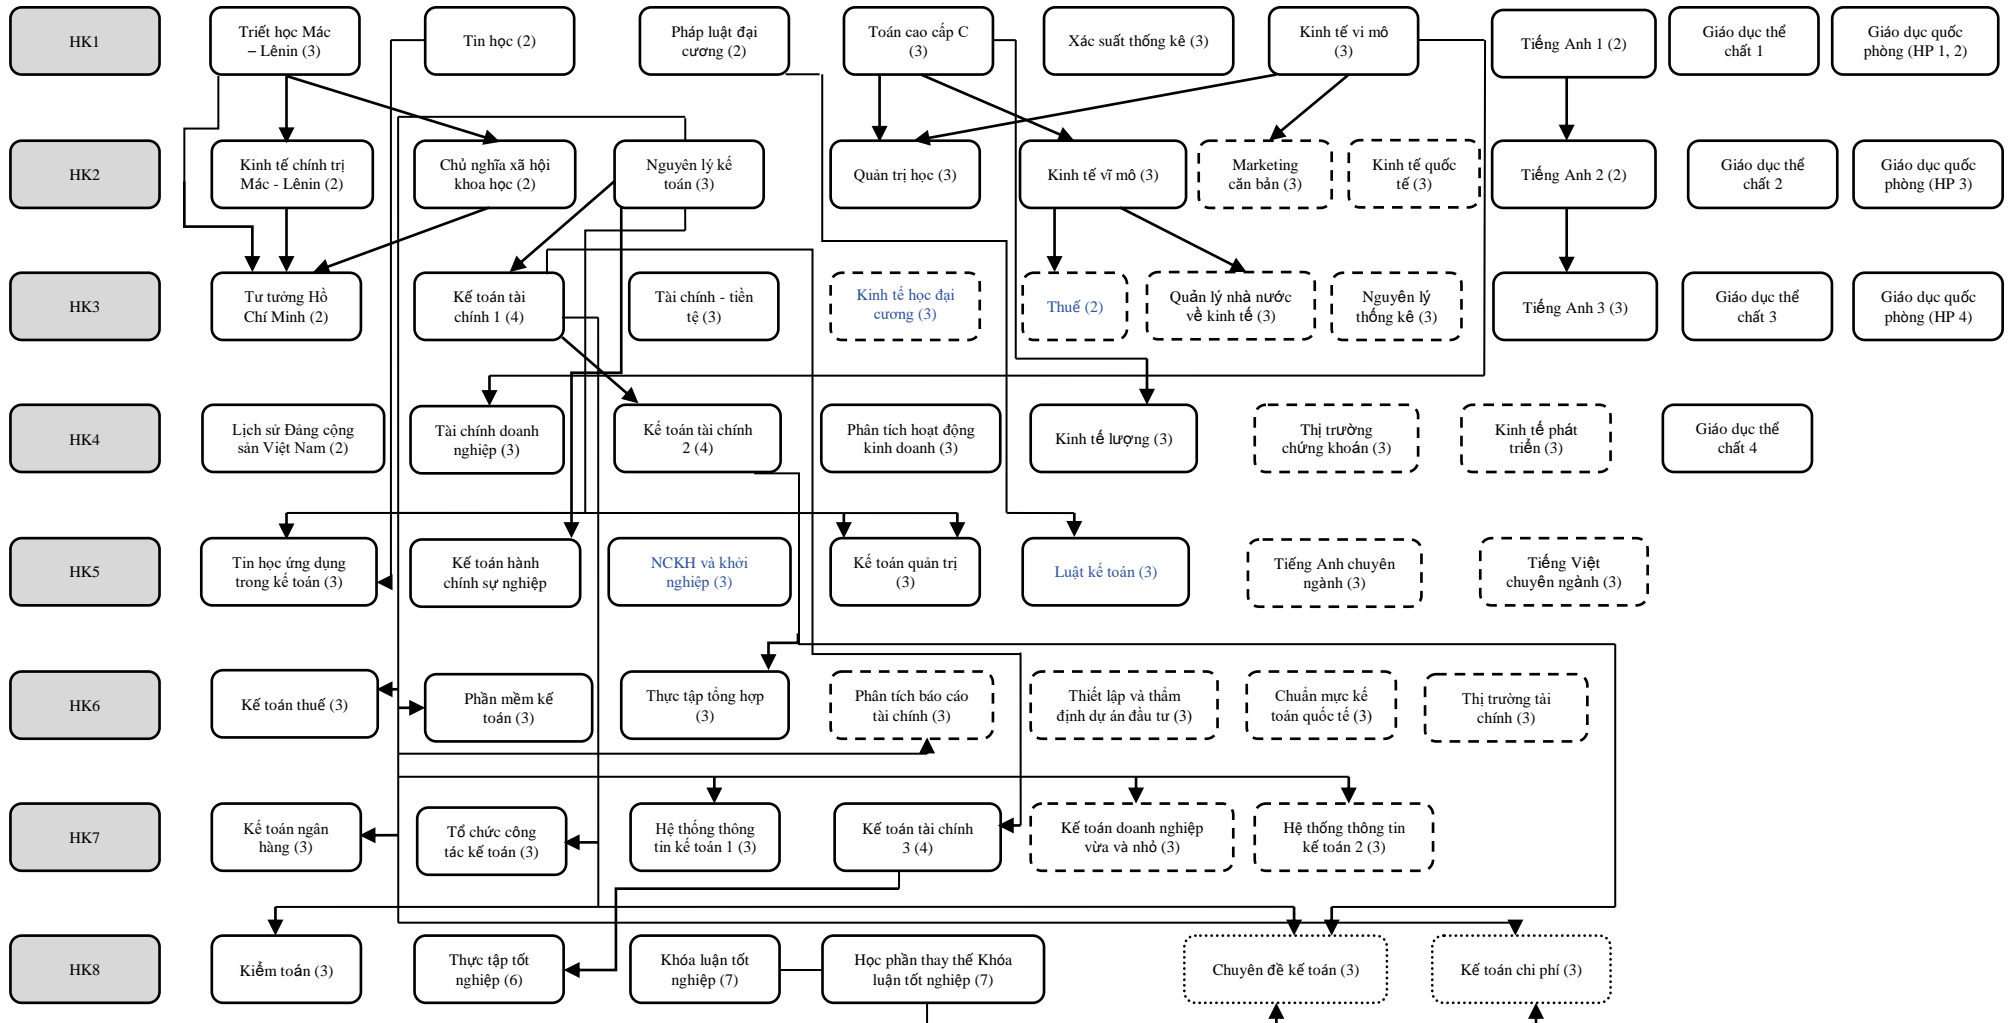 HK1
Triết học Mác
– Lênin (3)
Tin học (2)
Pháp luật đại
cương (2)
Toán cao cấp C
(3)
Xác suất thống kê (3)
Kinh tế vi mô
(3)
Tiếng Anh 1 (2)
Giáo dục thể
chất 1
Giáo dục quốc
phòng (HP 1, 2)
HK2
Kinh tế chính trị
Mác - Lênin (2)
Chủ nghĩa xã hội
khoa học (2)
Nguyên lý kế
toán (3)
Quản trị học (3)
Kinh tế vĩ mô (3)
Marketing
căn bản (3)
Kinh tế quốc
tế (3)
Tiếng Anh 2 (2)
Giáo dục thể
chất 2
Giáo dục quốc
phòng (HP 3)
HK3
Tư tưởng Hồ
Chí Minh (2)
Kế toán tài
chính 1 (4)
Tài chính - tiền
tệ (3)
Kinh tế học đại
cương (3)
Thuế (2)
Quản lý nhà nước
về kinh tế (3)
Nguyên lý
thống kê (3)
Tiếng Anh 3 (3)
Giáo dục thể
chất 3
Giáo dục quốc
phòng (HP 4)
HK4
Lịch sử Đảng cộng
sản Việt Nam (2)
Tài chính doanh
nghiệp (3)
Kế toán tài chính
2 (4)
Phân tích hoạt động
kinh doanh (3)
Kinh tế lượng (3)
Thị trường
chứng khoán (3)
Kinh tế phát
triển (3)
Giáo dục thể
chất 4
HK5
Tin học ứng dụng
trong kế toán (3)
Kế toán hành
chính sự nghiệp
NCKH và khởi
nghiệp (3)
Kế toán quản trị
(3)
Luật kế toán (3)
Tiếng Anh chuyên
ngành (3)
Tiếng Việt
chuyên ngành (3)
HK6
Kế toán thuế (3)
Phần mềm kế
toán (3)
Thực tập tổng hợp
(3)
Phân tích báo cáo
tài chính (3)
Thiết lập và thẩm
định dự án đầu tư (3)
Chuẩn mực kế
toán quốc tế (3)
Thị trường tài
chính (3)
HK7
Kế toán ngân
hàng (3)
Tổ chức công
tác kế toán (3)
Hệ thống thông
tin kế toán 1 (3)
Kế toán tài chính
3 (4)
Kế toán doanh nghiệp
vừa và nhỏ (3)
Hệ thống thông tin
kế toán 2 (3)
HK8
Kiểm toán (3)
Thực tập tốt
nghiệp (6)
Khóa luận tốt
nghiệp (7)
Học phần thay thế Khóa
luận tốt nghiệp (7)
Chuyên đề kế toán (3)
Kế toán chi phí (3)